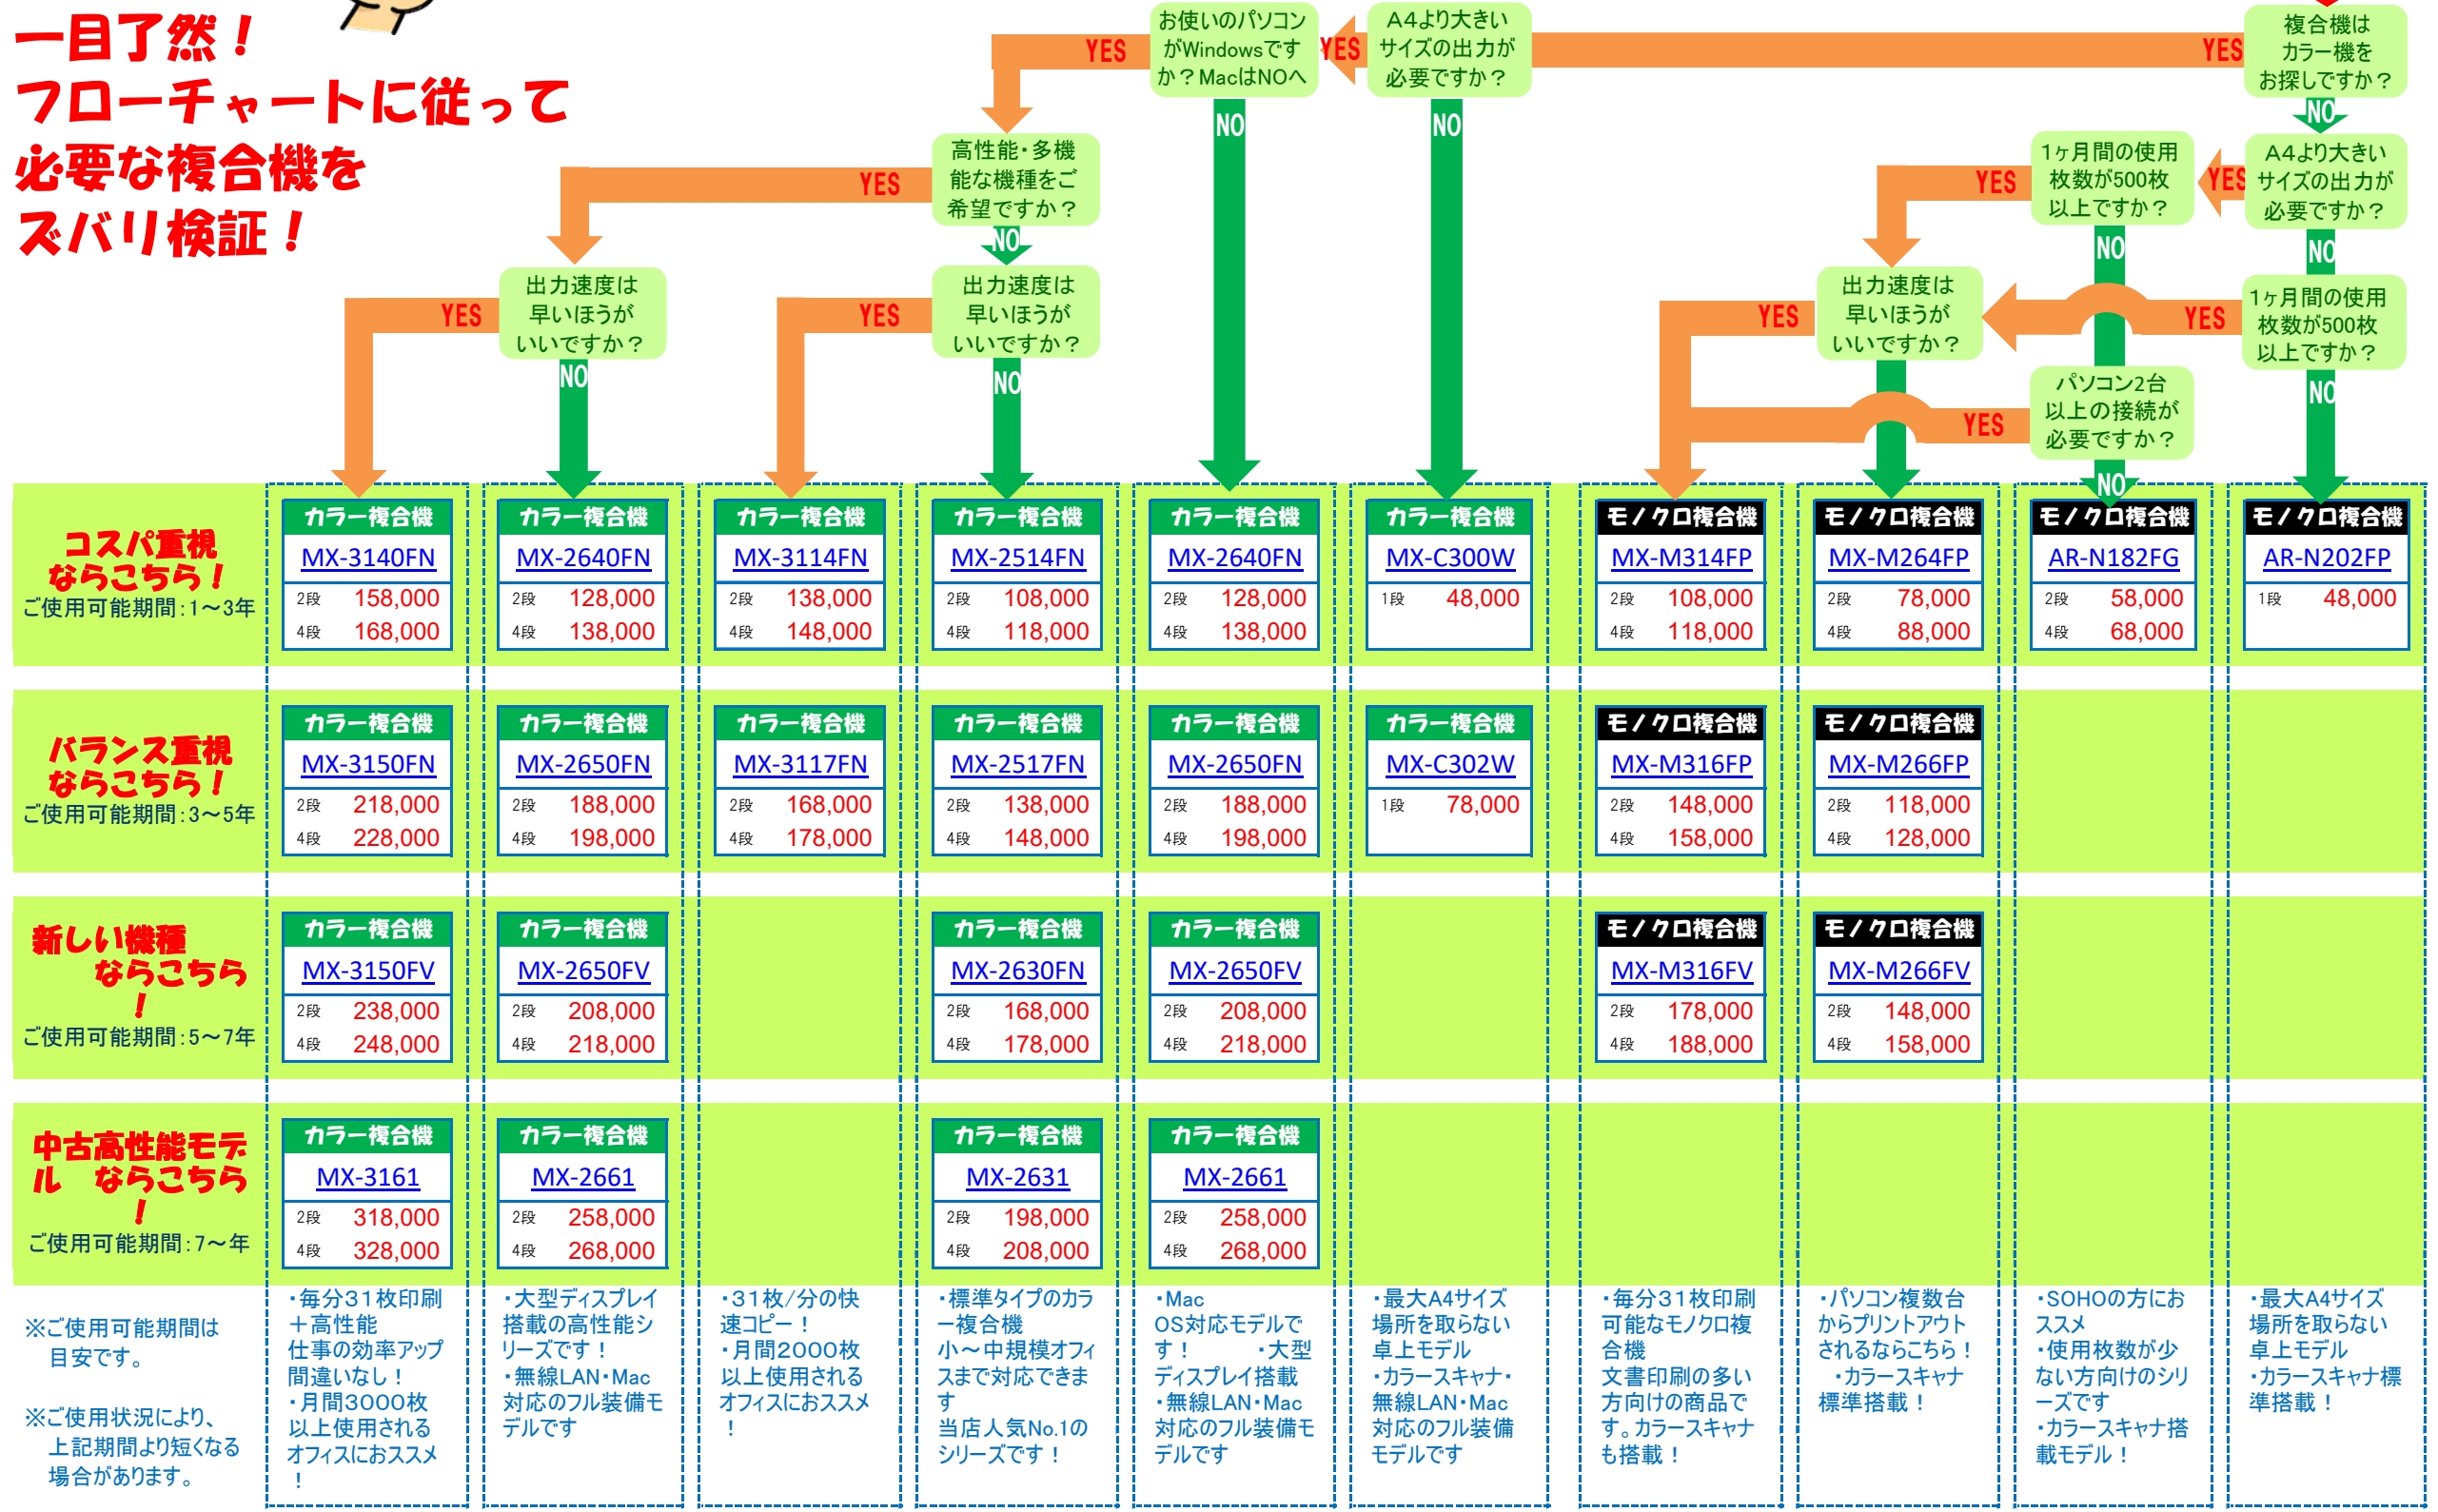 一目了然！
フローチャートに従って
必要な複合機を
ズバリ検証！
お使いのパソコン
がWindowsです
か？MacはNOへ
A4より大きい
サイズの出力が
必要ですか？
複合機は
カラー機を
お探しですか？
YES
YES
YES
NO
NO
NO
高性能・多機
能な機種をご
希望ですか？
1ヶ月間の使用
枚数が500枚
以上ですか？
A4より大きい
サイズの出力が
必要ですか？
YES
YES
YES
NO
NO
NO
出力速度は
早いほうが
いいですか？
出力速度は
早いほうが
いいですか？
出力速度は
早いほうが
いいですか？
1ヶ月間の使用
枚数が500枚
以上ですか？
YES
YES
YES
YES
NO
NO
NO
NO
パソコン2台
以上の接続が
必要ですか？
YES
NO
コスパ重視
ならこちら！
ご使用可能期間：1～3年
カラー複合機
MX-3140FN
2段 158,000
4段 168,000
カラー複合機
MX-2640FN
2段 128,000
4段 138,000
カラー複合機
MX-3114FN
2段 138,000
4段 148,000
カラー複合機
MX-2514FN
2段 108,000
4段 118,000
カラー複合機
MX-2640FN
2段 128,000
4段 138,000
カラー複合機
MX-C300W
1段 48,000
モノクロ複合機
MX-M314FP
2段 108,000
4段 118,000
モノクロ複合機
MX-M264FP
2段 78,000
4段 88,000
モノクロ複合機
AR-N182FG
2段 58,000
4段 68,000
モノクロ複合機
AR-N202FP
1段 48,000
バランス重視
ならこちら！
ご使用可能期間：3～5年
カラー複合機
MX-3150FN
2段 218,000
4段 228,000
カラー複合機
MX-2650FN
2段 188,000
4段 198,000
カラー複合機
MX-3117FN
2段 168,000
4段 178,000
カラー複合機
MX-2517FN
2段 138,000
4段 148,000
カラー複合機
MX-2650FN
2段 188,000
4段 198,000
カラー複合機
MX-C302W
1段 78,000
モノクロ複合機
MX-M316FP
2段 148,000
4段 158,000
モノクロ複合機
MX-M266FP
2段 118,000
4段 128,000
新しい機種
ならこちら
！
ご使用可能期間：5～7年
カラー複合機
MX-3150FV
2段 238,000
4段 248,000
カラー複合機
MX-2650FV
2段 208,000
4段 218,000
カラー複合機
MX-2630FN
2段 168,000
4段 178,000
カラー複合機
MX-2650FV
2段 208,000
4段 218,000
モノクロ複合機
MX-M316FV
2段 178,000
4段 188,000
モノクロ複合機
MX-M266FV
2段 148,000
4段 158,000
中古高性能モデ
ル ならこちら
！
ご使用可能期間：7～年
カラー複合機
MX-3161
2段 318,000
4段 328,000
カラー複合機
MX-2661
2段 258,000
4段 268,000
カラー複合機
MX-2631
2段 198,000
4段 208,000
カラー複合機
MX-2661
2段 258,000
4段 268,000
※ご使用可能期間は
目安です。
※ご使用状況により、
上記期間より短くなる
場合があります。
・毎分31枚印刷
＋高性能
仕事の効率アップ
間違いなし！
・月間3000枚
以上使用される
オフィスにおススメ
！
・大型ディスプレイ
搭載の高性能シ
リーズです！
・無線LAN・Mac
対応のフル装備モ
デルです
・31枚/分の快
速コピー！
・月間2000枚
以上使用される
オフィスにおススメ
！
・標準タイプのカラ
ー複合機
小～中規模オフィ
スまで対応できま
す
当店人気No.1の
シリーズです！
・Mac
OS対応モデルで
す！ ・大型
ディスプレイ搭載
・無線LAN・Mac
対応のフル装備モ
デルです
・最大A4サイズ
場所を取らない
卓上モデル
・カラースキャナ・
無線LAN・Mac
対応のフル装備
モデルです
・毎分31枚印刷
可能なモノクロ複
合機
文書印刷の多い
方向けの商品で
す。カラースキャナ
も搭載！
・パソコン複数台
からプリントアウト
されるならこちら！
・カラースキャナ
標準搭載！
・SOHOの方にお
ススメ
・使用枚数が少
ない方向けのシリ
ーズです
・カラースキャナ搭
載モデル！
・最大A4サイズ
場所を取らない
卓上モデル
・カラースキャナ標
準搭載！